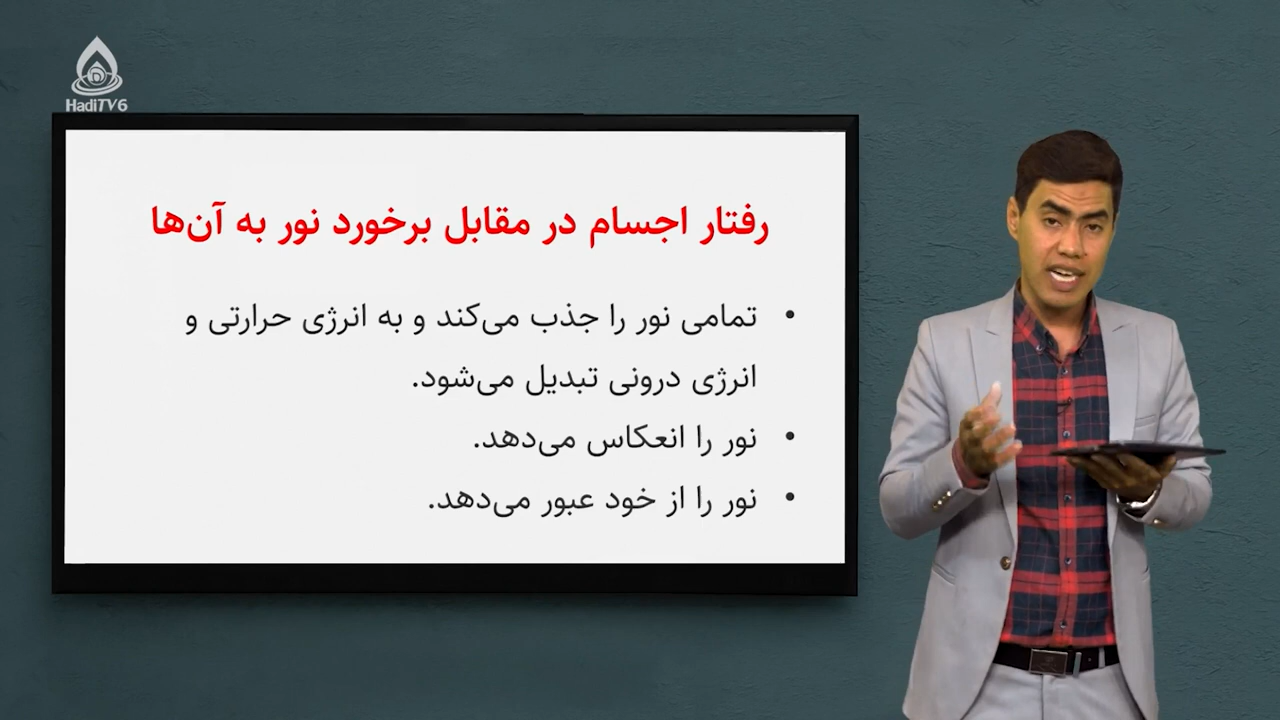 HadiTV6
رفتار اجسام در مقابل برخورد نور به آن‌ها
• تمامی نور را جذب می‌کند و به انرژی حرارتی و
انرژی درونی تبدیل می‌شود.
• نور را انعکاس می‌دهد.
• نور را از خود عبور می‌دهد.